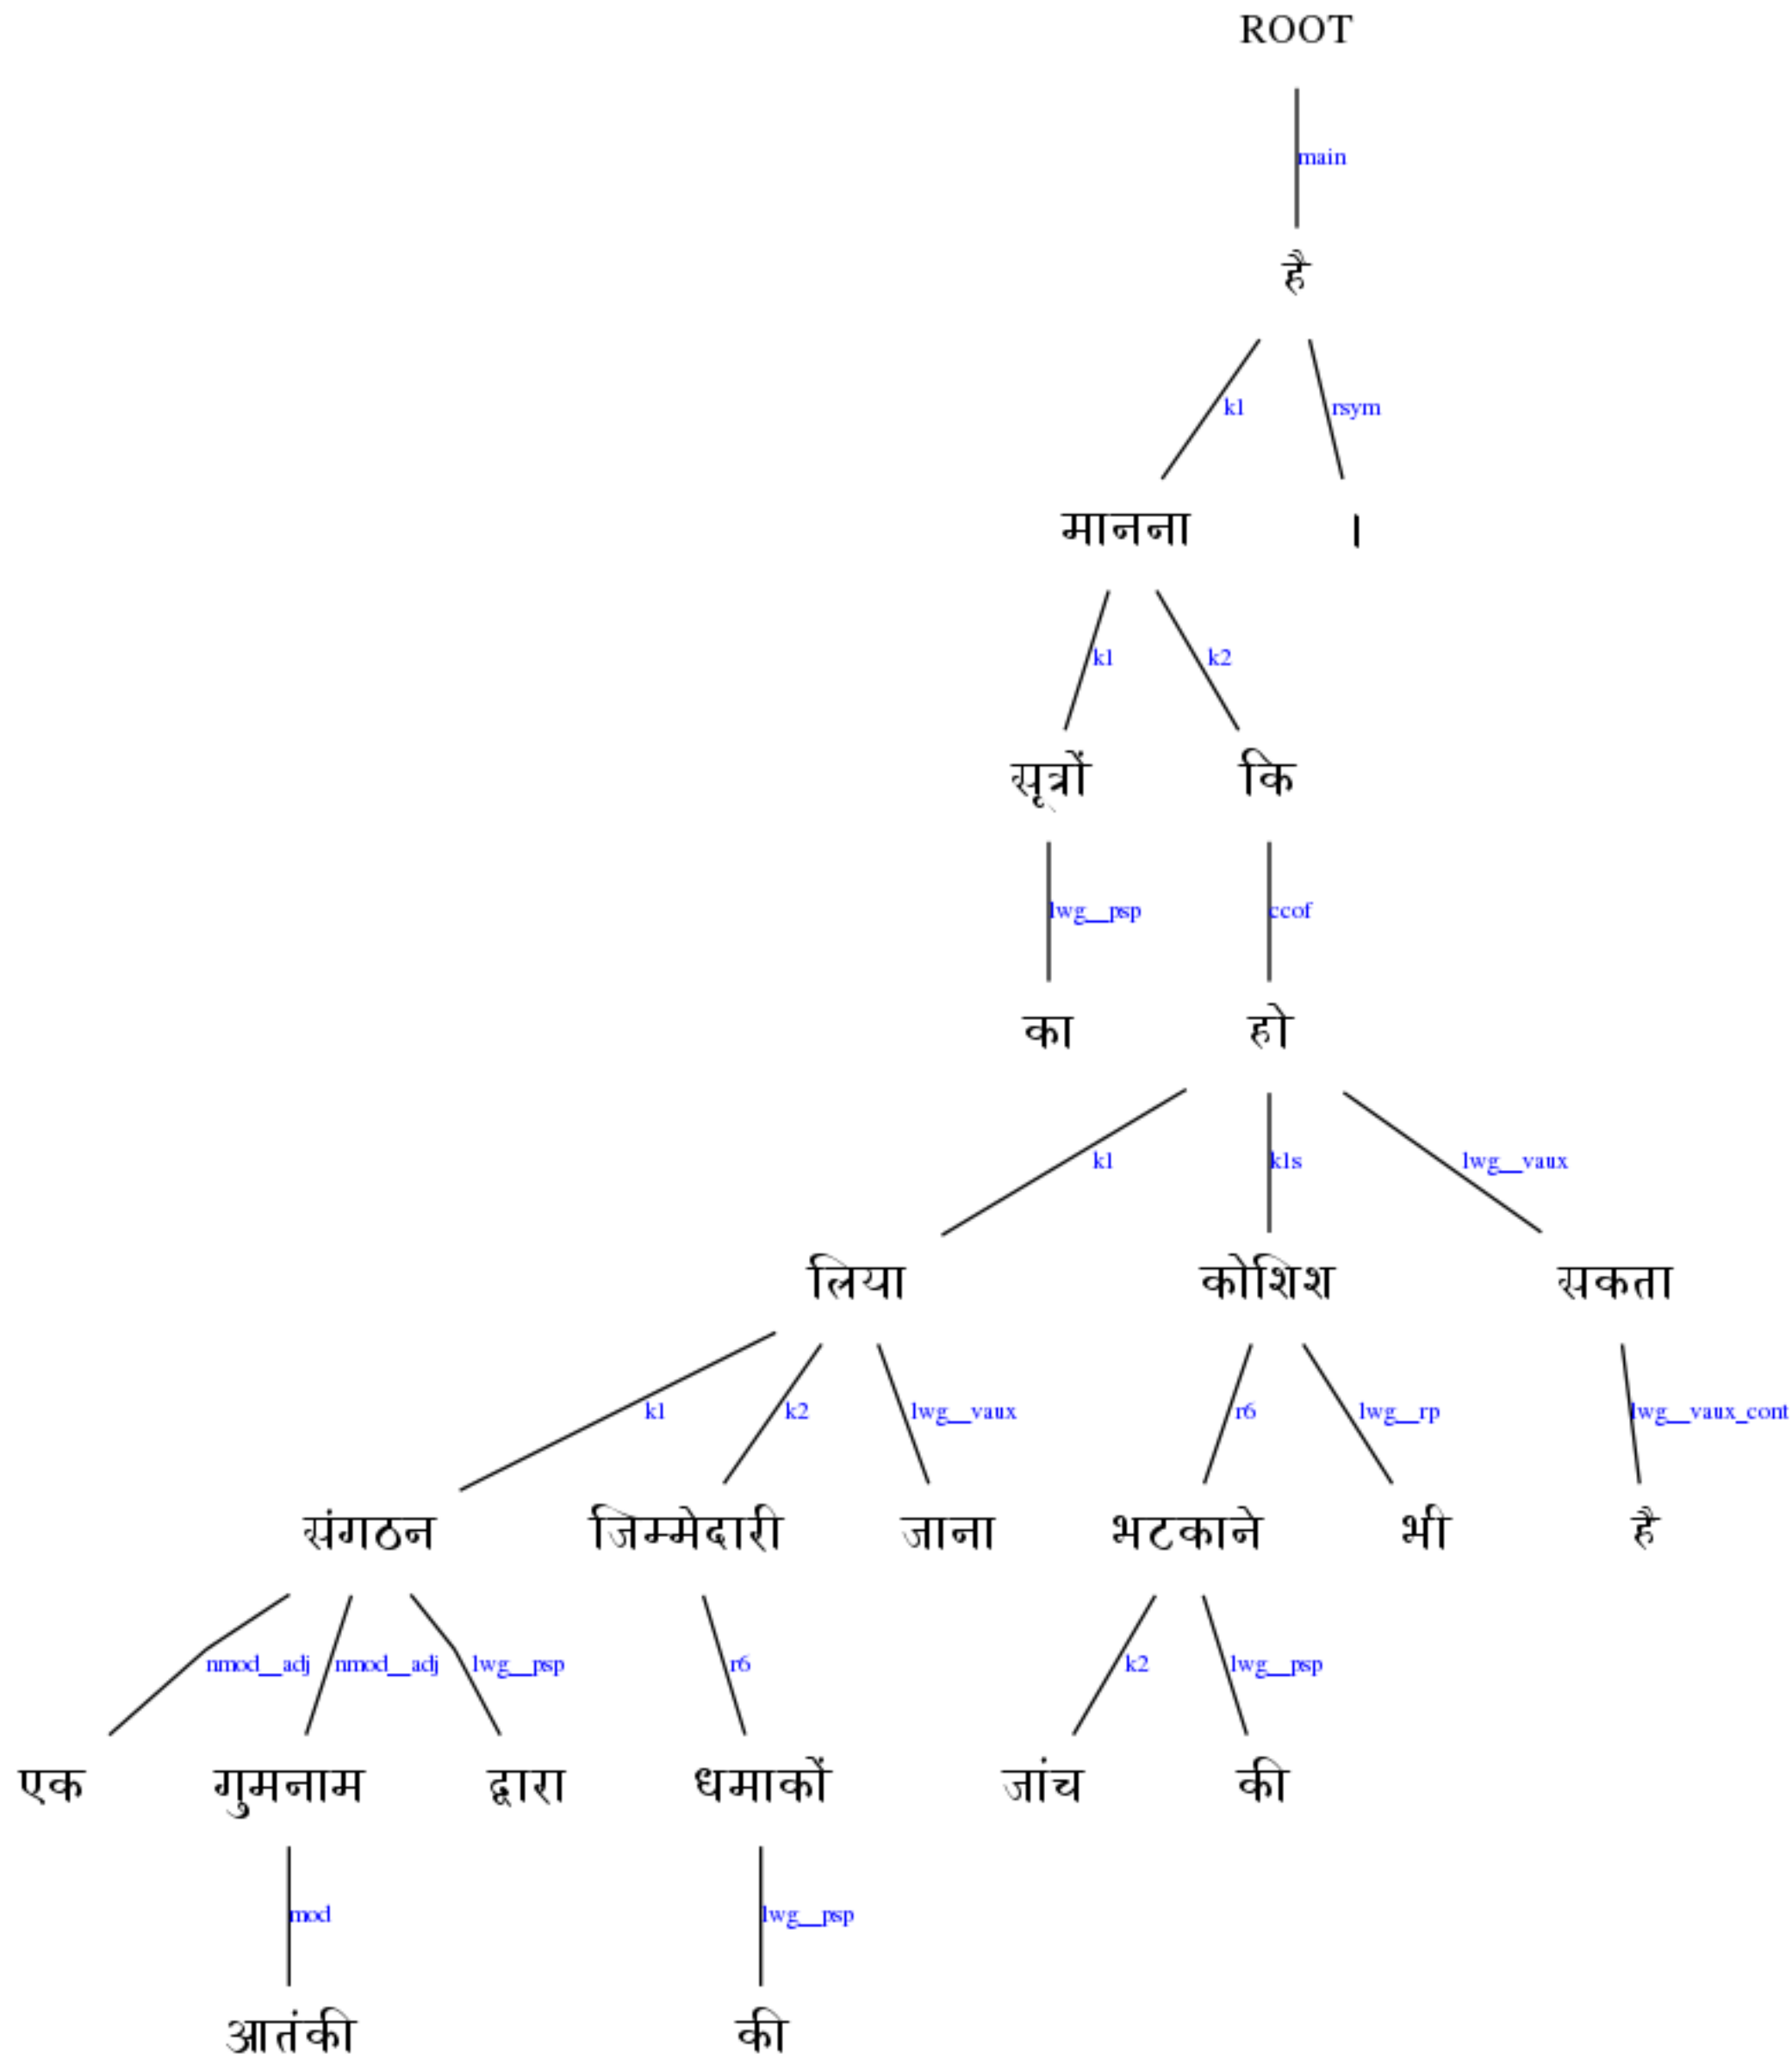 ROOT
main
है
k1 rsym
मानना ।
k1 k2
सूत्रों कि
lwg__psp ccof
का हो
k1 k1s lwg__vaux
लिया कोशिश सकता
k1 k2 lwg__vaux r6 lwg__rp lwg__vaux_cont
संगठन जिम्मेदारी जाना भटकाने भी है
nmod__adj nmod__adj lwg__psp r6 k2 lwg__psp
एक गुमनाम द्वारा धमाकों जांच की
mod lwg__psp
आतंकी की